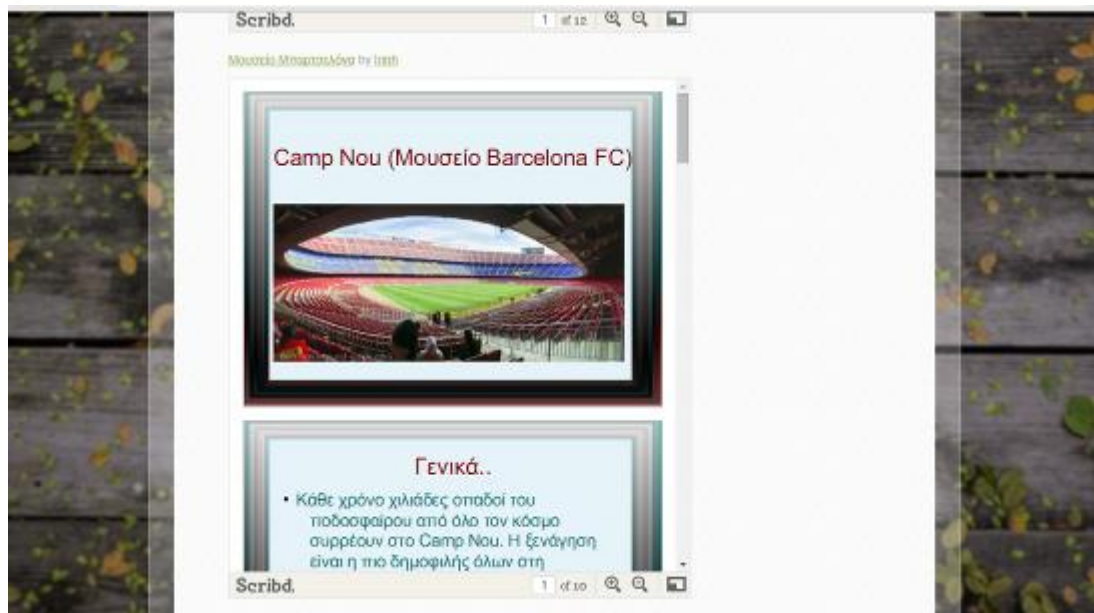 Scribd.
1 of 12
Μουσείο Μπαρτσελόνα by
Camp Nou (Μουσείο Barcelona FC)
Γενικά..
• Κάθε χρόνο χιλιάδες οπαδοί του
ποδοσφαίρου από όλο τον κόσμο
συρρέουν στο Camp Nou. Η ξενάγηση
είναι η πιο δημοφιλής όλων στη
Scribd.
1 of 10